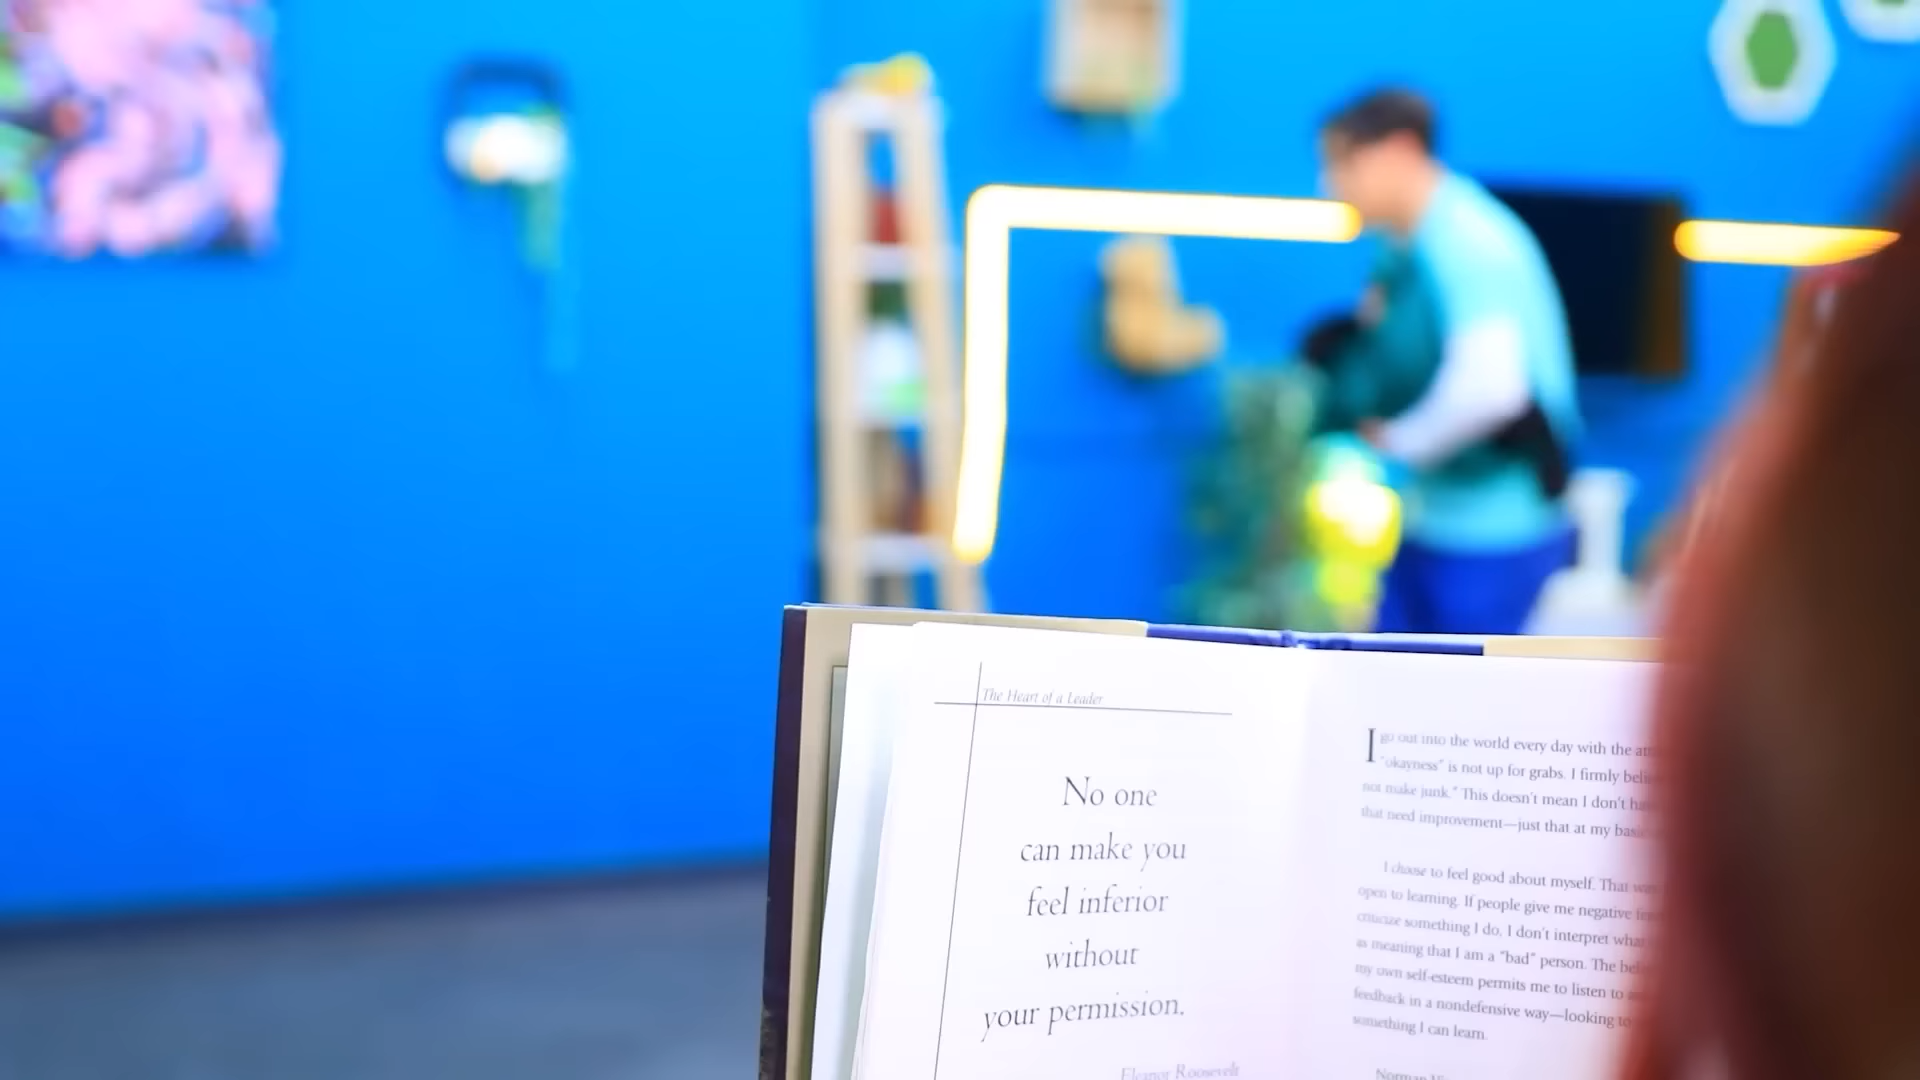 The Heart of a Leader
No one
can make you
feel inferior
without
your permission.
Eleanor Roosevelt
I go out into the world every day with the
"okayness" is not up for grabs. I firmly
not make junk." This doesn't mean I don't
that need improvement—just that at my
I choose to feel good about myself. That
open to learning. If people give me negative
criticize something I do, I don't interpret
as meaning that I am a "bad" person. The
my own self-esteem permits me to listen to
feedback in a nondefensive way—looking to
something I can learn.
Norman